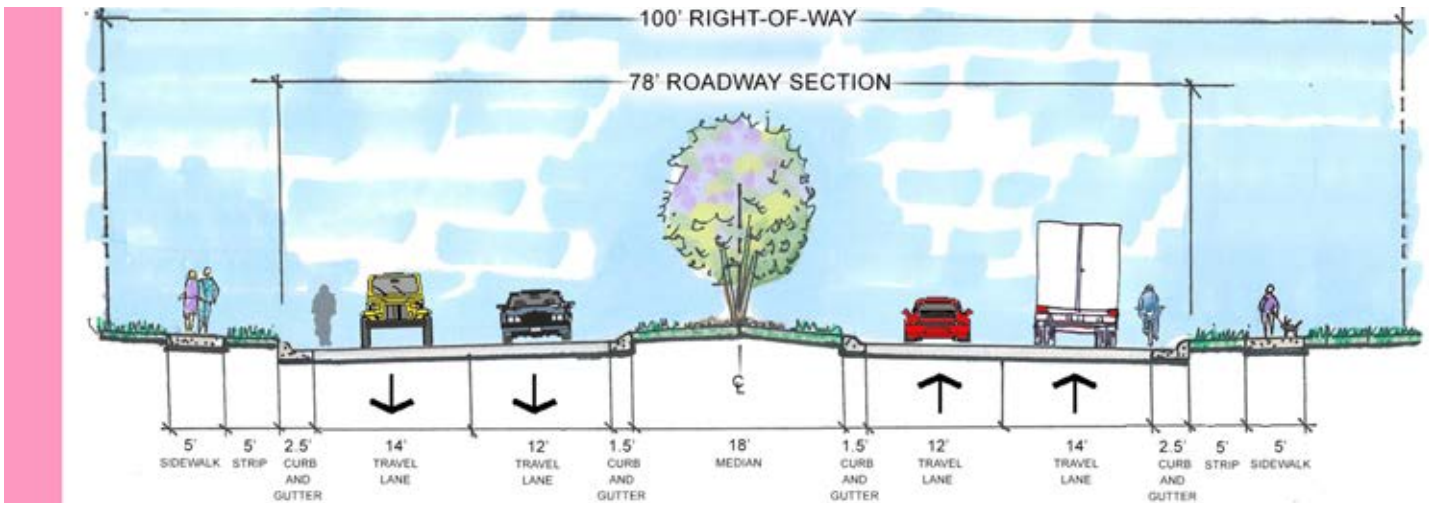 100' RIGHT-OF-WAY
78' ROADWAY SECTION
℄
5' 5' 2.5' 14' 12' 1.5' 18' 1.5' 12' 14' 2.5' 5' 5'
SIDEWALK STRIP CURB TRAVEL TRAVEL CURB MEDIAN CURB TRAVEL TRAVEL CURB STRIP SIDEWALK
AND LANE LANE AND AND LANE LANE AND
GUTTER GUTTER GUTTER GUTTER